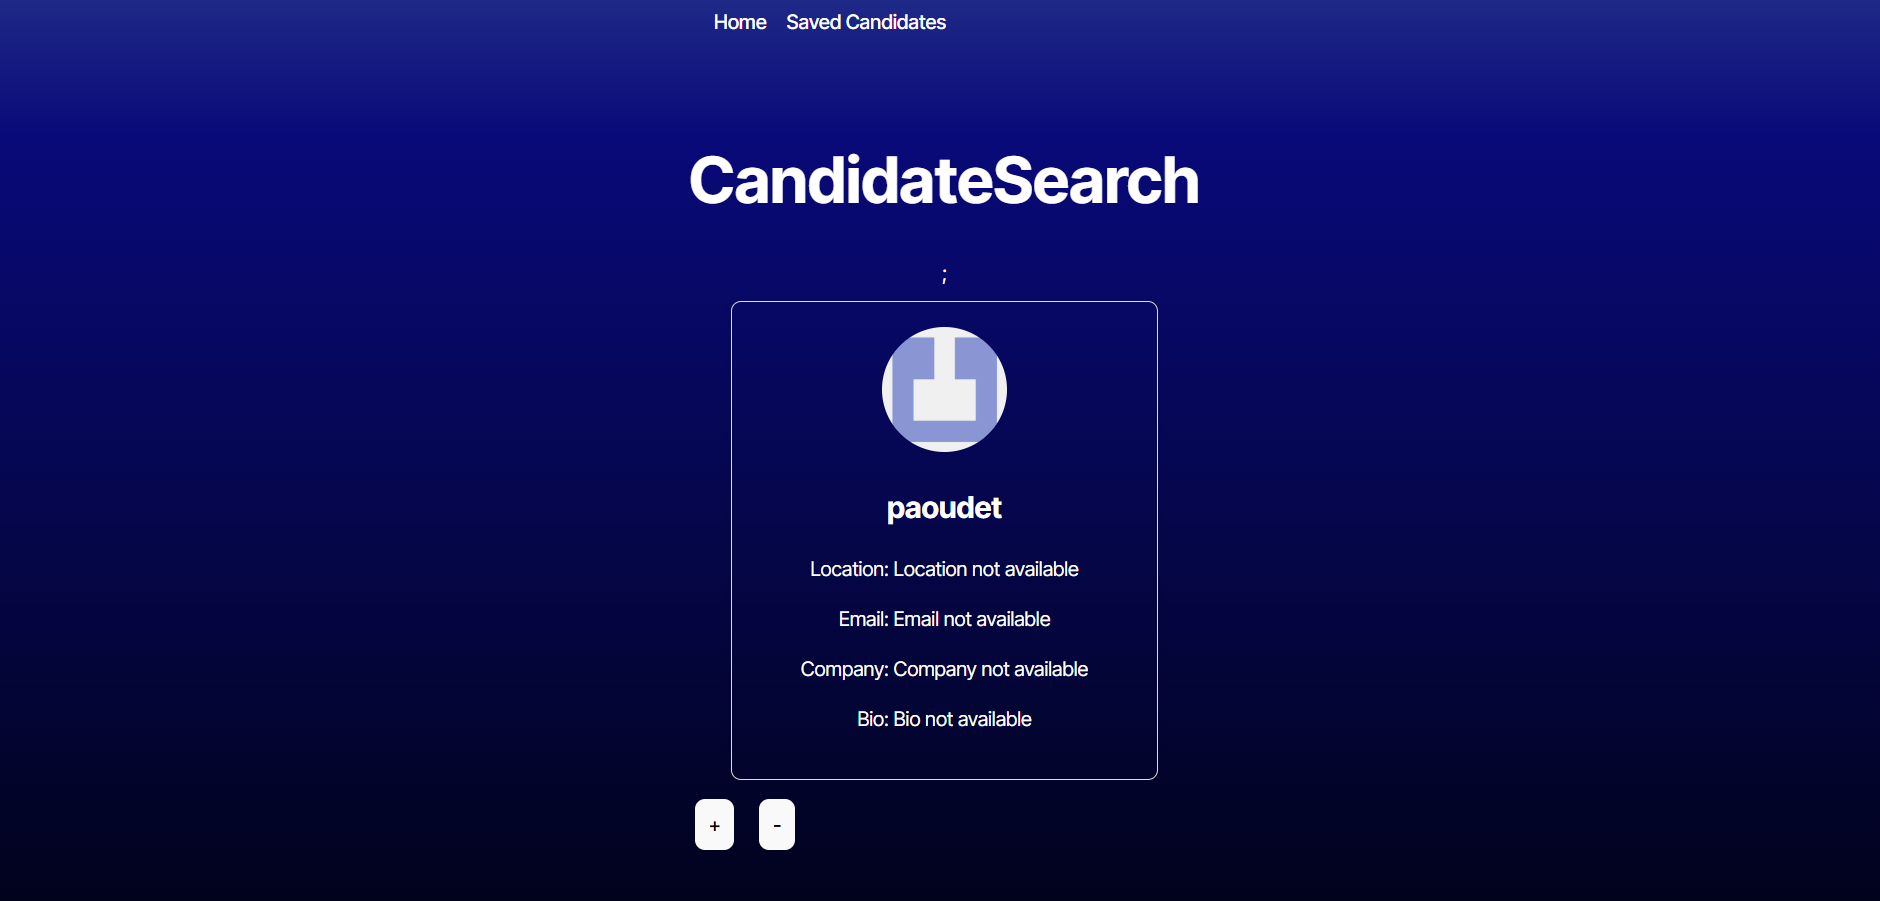 Home Saved Candidates
CandidateSearch
;
paoudet
Location: Location not available
Email: Email not available
Company: Company not available
Bio: Bio not available
+ -